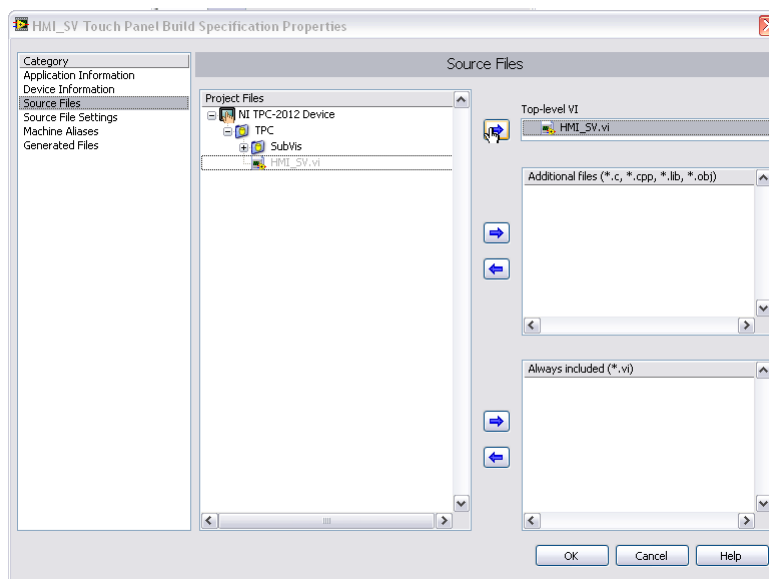 HMI_SV Touch Panel Build Specification Properties
Category
Application Information
Device Information
Source Files
Source File Settings
Machine Aliases
Generated Files
Source Files
Project Files
NI TPC-2012 Device
TPC
SubVis
HMI_SV.vi
Top-level VI
HMI_SV.vi
Additional files (*.c, *.cpp, *.lib, *.obj)
Always included (*.vi)
OK
Cancel
Help